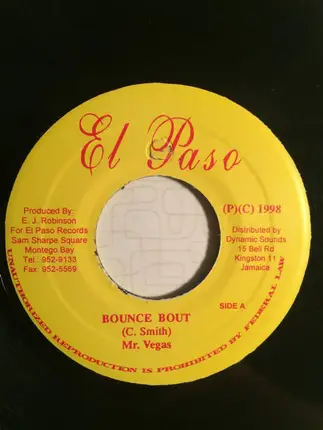 El Paso
Produced By:
E. J. Robinson
For El Paso Records
Sam Sharpe Square
Montego Bay
Tel.: 952-9133
Fax: 952-5569
(P)(C) 1998
Distributed by
Dynamic Sounds
15 Bell Rd
Kingston 11
Jamaica
SIDE A
BOUNCE BOUT
(C. Smith)
Mr. Vegas
UNAUTHORIZED REPRODUCTION IS PROHIBITED BY FEDERAL LAW